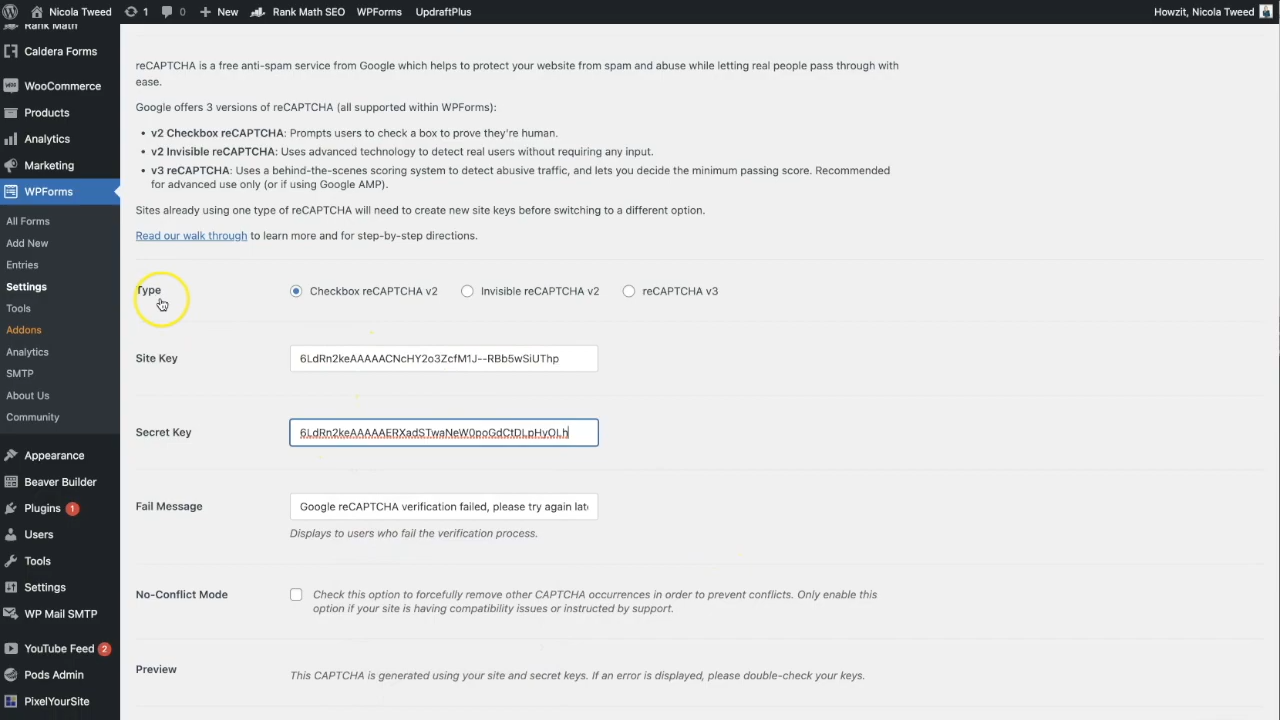 Nicola Tweed
1
0
New
Rank Math SEO
WPForms
UpdraftPlus
Howzit, Nicola Tweed
Rank Math
Caldera Forms
WooCommerce
Products
Analytics
Marketing
WPForms
All Forms
Add New
Entries
Settings
Tools
Addons
Analytics
SMTP
About Us
Community
Appearance
Beaver Builder
Plugins 1
Users
Tools
Settings
WP Mail SMTP
YouTube Feed 2
Pods Admin
PixelYourSite
reCAPTCHA is a free anti-spam service from Google which helps to protect your website from spam and abuse while letting real people pass through with
ease.
Google offers 3 versions of reCAPTCHA (all supported within WPForms):
• v2 Checkbox reCAPTCHA: Prompts users to check a box to prove they're human.
• v2 Invisible reCAPTCHA: Uses advanced technology to detect real users without requiring any input.
• v3 reCAPTCHA: Uses a behind-the-scenes scoring system to detect abusive traffic, and lets you decide the minimum passing score. Recommended
for advanced use only (or if using Google AMP).
Sites already using one type of reCAPTCHA will need to create new site keys before switching to a different option.
Read our walk through to learn more and for step-by-step directions.
Type
Checkbox reCAPTCHA v2
Invisible reCAPTCHA v2
reCAPTCHA v3
Site Key
6LdRn2keAAAAACNcHY2o3ZcfM1J--RBb5wSiUThp
Secret Key
6LdRn2keAAAAAERXadSTwaNeW0poGdCtDLpHyOLh
Fail Message
Google reCAPTCHA verification failed, please try again late
Displays to users who fail the verification process.
No-Conflict Mode
Check this option to forcefully remove other CAPTCHA occurrences in order to prevent conflicts. Only enable this
option if your site is having compatibility issues or instructed by support.
Preview
This CAPTCHA is generated using your site and secret keys. If an error is displayed, please double-check your keys.